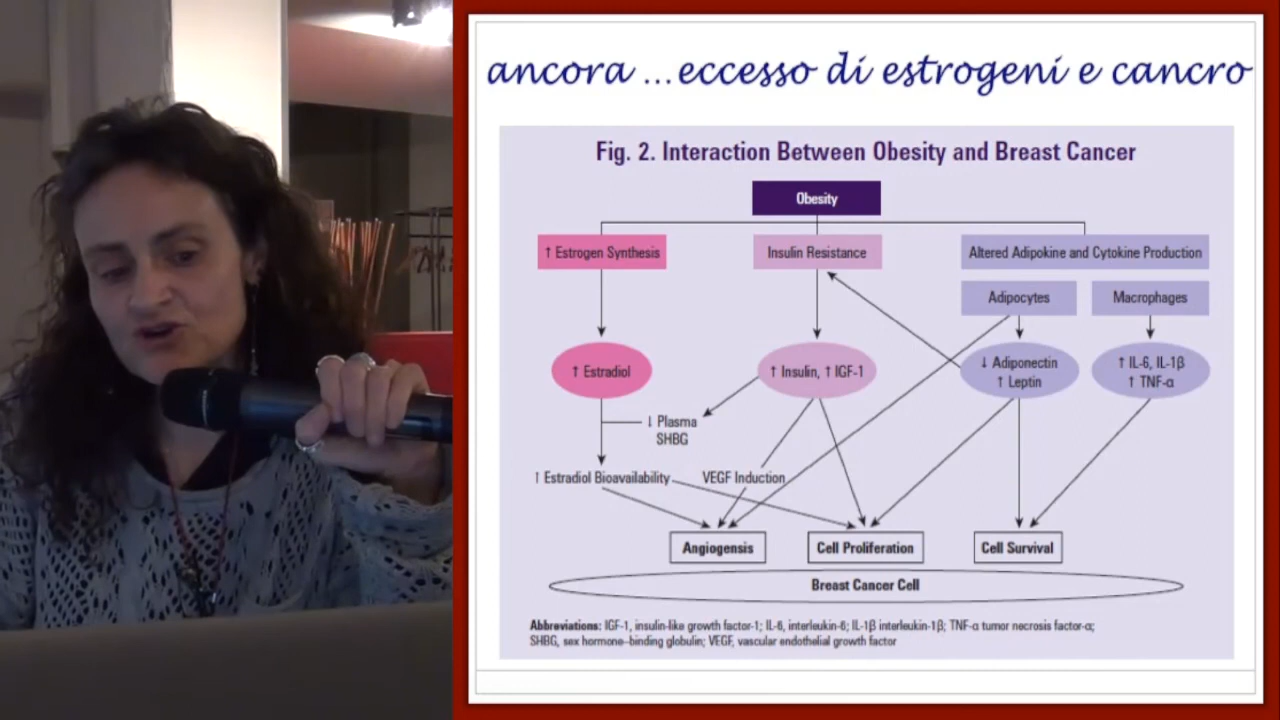 ancora ...eccesso di estrogeni e cancro
Fig. 2. Interaction Between Obesity and Breast Cancer
Obesity
↑ Estrogen Synthesis
Insulin Resistance
Altered Adipokine and Cytokine Production
Adipocytes
Macrophages
↑ Estradiol
↑ Insulin, ↑ IGF-1
↓ Adiponectin
↑ Leptin
↑ IL-6, IL-1β
↑ TNF-α
↓ Plasma
SHBG
↑ Estradiol Bioavailability
VEGF Induction
Angiogensis
Cell Proliferation
Cell Survival
Breast Cancer Cell
Abbreviations: IGF-1, insulin-like growth factor-1; IL-6, interleukin-6; IL-1β interleukin-1β; TNF-α tumor necrosis factor-α;
SHBG, sex hormone–binding globulin; VEGF, vascular endothelial growth factor